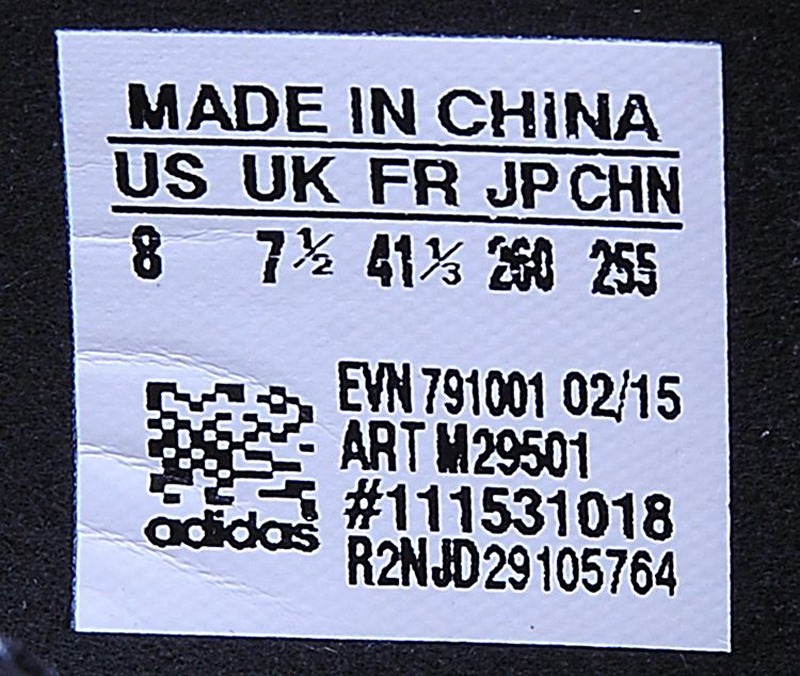 MADE IN CHINA
US UK FR JP CHN
8 7½ 41⅓ 260 255
EVN 791001 02/15
ART M29501
#111531018
R2NJD29105764
adidas